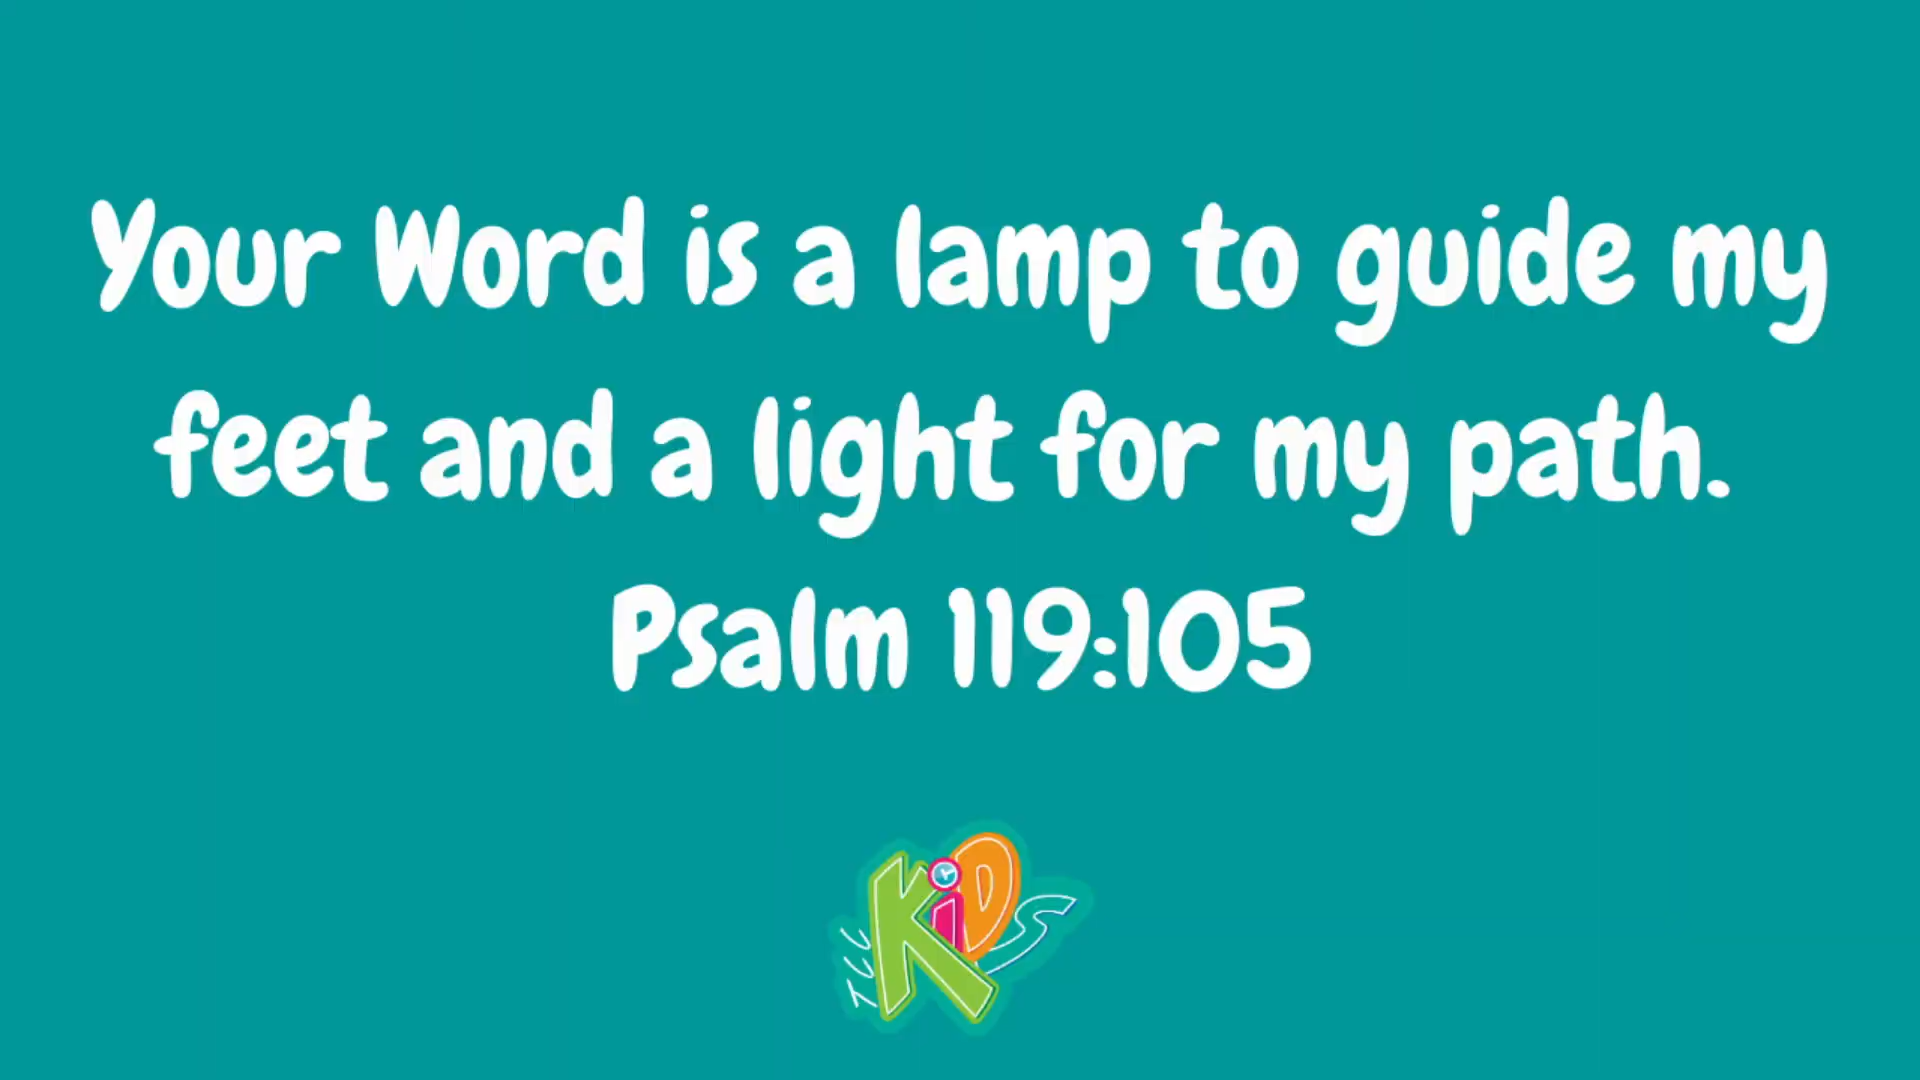 Your Word is a lamp to guide my
feet and a light for my path.
Psalm 119:105
KiDS